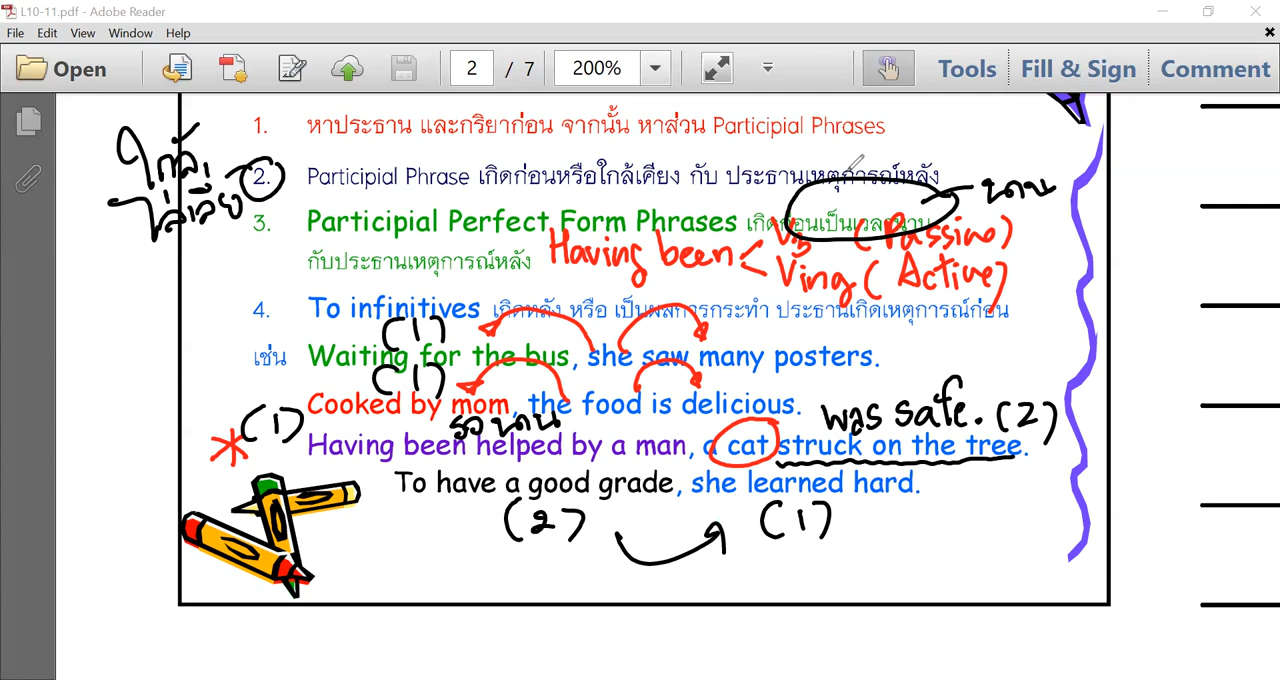 L10-11.pdf - Adobe Reader
File Edit View Window Help
Open 2 / 7 200% Tools Fill & Sign Comment
1. หาประธาน และกริยาก่อน จากนั้น หาส่วน Participial Phrases
ใกล้เ
ไล่เลี่ย
2. Participial Phrase เกิดก่อนหรือใกล้เคียง กับ ประธานเหตุการณ์หลัง
นาน
3. Participial Perfect Form Phrases เกิดก่อนเป็นเวลานาน
กับประธานเหตุการณ์หลัง
Having been V3 (Passive)
Ving (Active)
4. To infinitives เกิดหลัง หรือ เป็นผลการกระทำ ประธานเกิดเหตุการณ์ก่อน
(1)
เช่น Waiting for the bus, she saw many posters.
(1)
Cooked by mom, the food is delicious.
(1) รอนาน was safe. (2)
Having been helped by a man, a cat struck on the tree.
To have a good grade, she learned hard.
(2) (1)